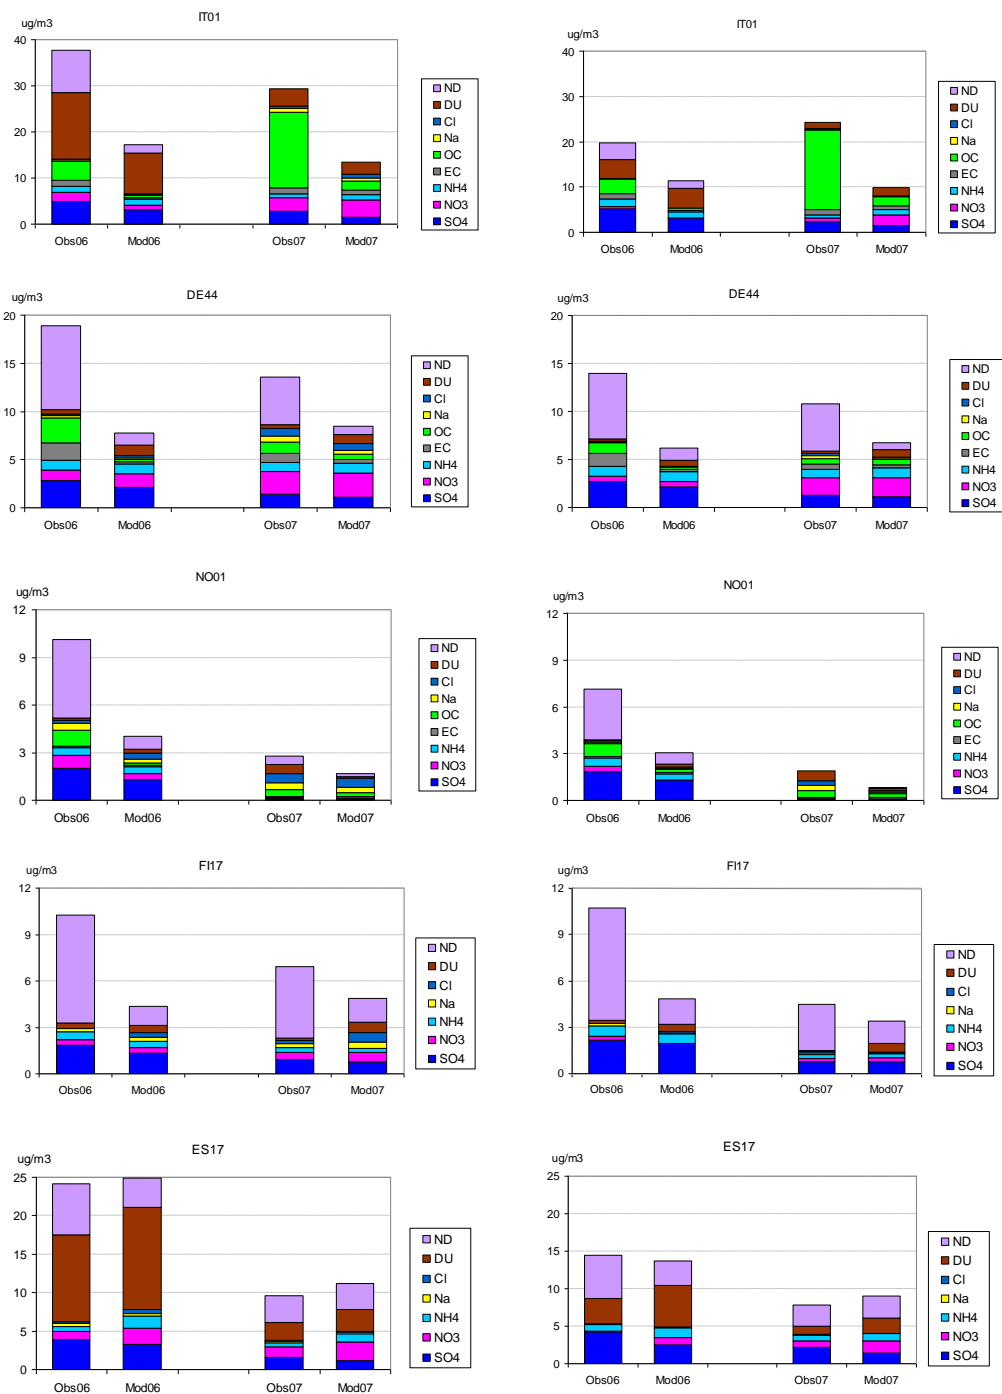 IT01
ug/m3
40
30
20
10
0
Obs06 Mod06 Obs07 Mod07
ND
DU
Cl
Na
OC
EC
NH4
NO3
SO4
IT01
ug/m3
40
30
20
10
0
Obs06 Mod06 Obs07 Mod07
ND
DU
Cl
Na
OC
EC
NH4
NO3
SO4
DE44
ug/m3
20
15
10
5
0
Obs06 Mod06 Obs07 Mod07
ND
DU
Cl
Na
OC
EC
NH4
NO3
SO4
DE44
ug/m3
20
15
10
5
0
Obs06 Mod06 Obs07 Mod07
ND
DU
Cl
Na
OC
EC
NH4
NO3
SO4
NO01
ug/m3
12
9
6
3
0
Obs06 Mod06 Obs07 Mod07
ND
DU
Cl
Na
OC
EC
NH4
NO3
SO4
NO01
ug/m3
12
9
6
3
0
Obs06 Mod06 Obs07 Mod07
ND
DU
Cl
Na
OC
EC
NH4
NO3
SO4
FI17
ug/m3
12
9
6
3
0
Obs06 Mod06 Obs07 Mod07
ND
DU
Cl
Na
NH4
NO3
SO4
FI17
ug/m3
12
9
6
3
0
Obs06 Mod06 Obs07 Mod07
ND
DU
Cl
Na
NH4
NO3
SO4
ES17
ug/m3
25
20
15
10
5
0
Obs06 Mod06 Obs07 Mod07
ND
DU
Cl
Na
NH4
NO3
SO4
ES17
ug/m3
25
20
15
10
5
0
Obs06 Mod06 Obs07 Mod07
ND
DU
Cl
Na
NH4
NO3
SO4